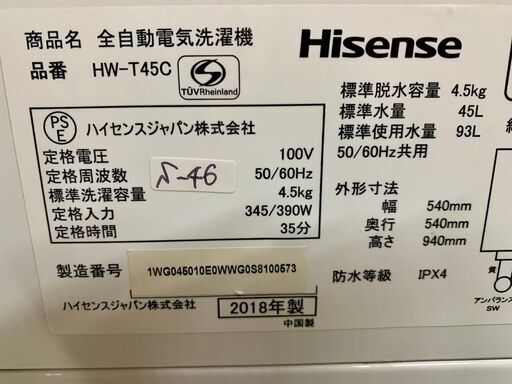 商品名 全自動電気洗濯機
品番 HW-T45C
TÜVRheinland
Hisense
PS
E
ハイセンスジャパン株式会社
定格電圧 100V
定格周波数 50/60Hz
標準洗濯容量 4.5kg
定格入力 345/390W
定格時間 35分
S-46
標準脱水容量 4.5kg
標準水量 45L
標準使用水量 93L
50/60Hz共用
外形寸法
幅 540mm
奥行 540mm
高さ 940mm
防水等級 IPX4
製造番号 1WG045010E0WWG0S8100573
ハイセンスジャパン株式会社 2018年製
中国製
黄
アンバランス
SW